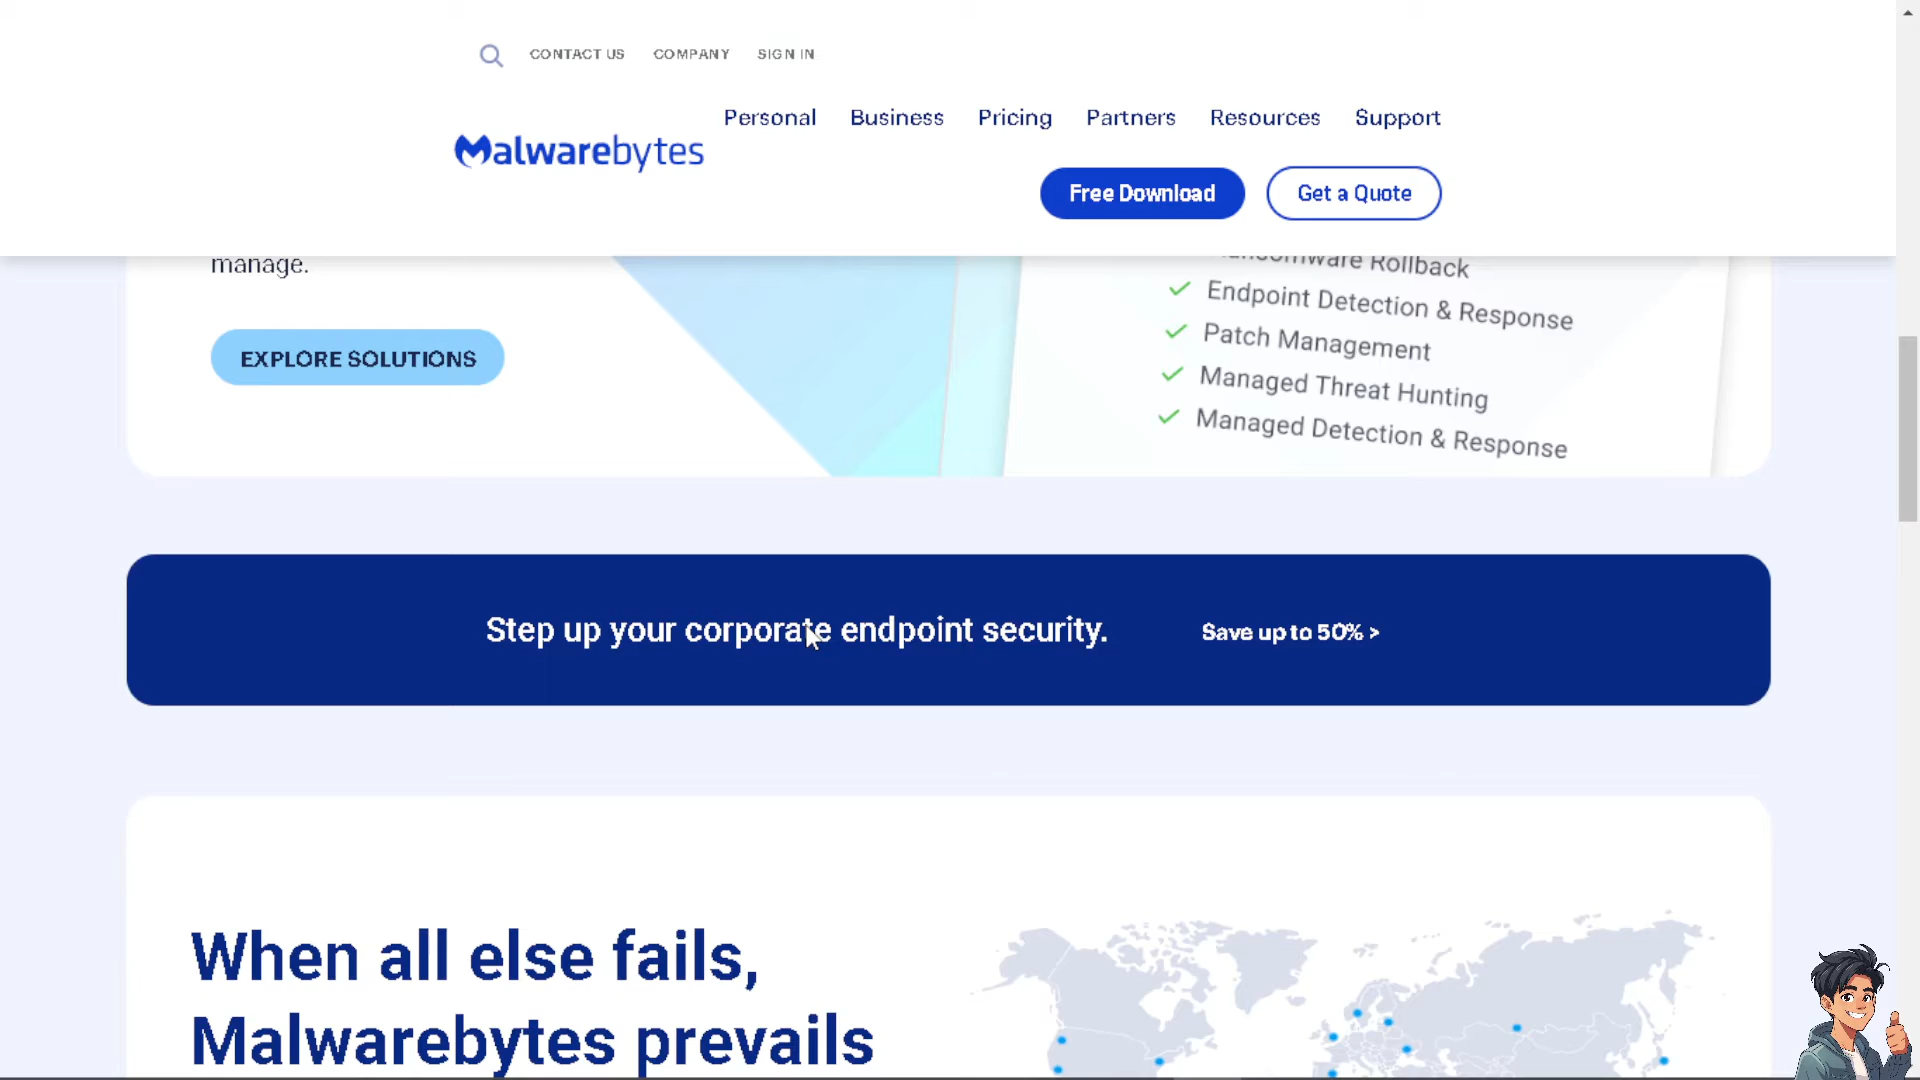 CONTACT US COMPANY SIGN IN
Personal Business Pricing Partners Resources Support
Malwarebytes
Free Download Get a Quote
manage.
Rollback
Endpoint Detection & Response
EXPLORE SOLUTIONS
Patch Management
Managed Threat Hunting
Managed Detection & Response
Step up your corporate endpoint security. Save up to 50% >
When all else fails,
Malwarebytes prevails